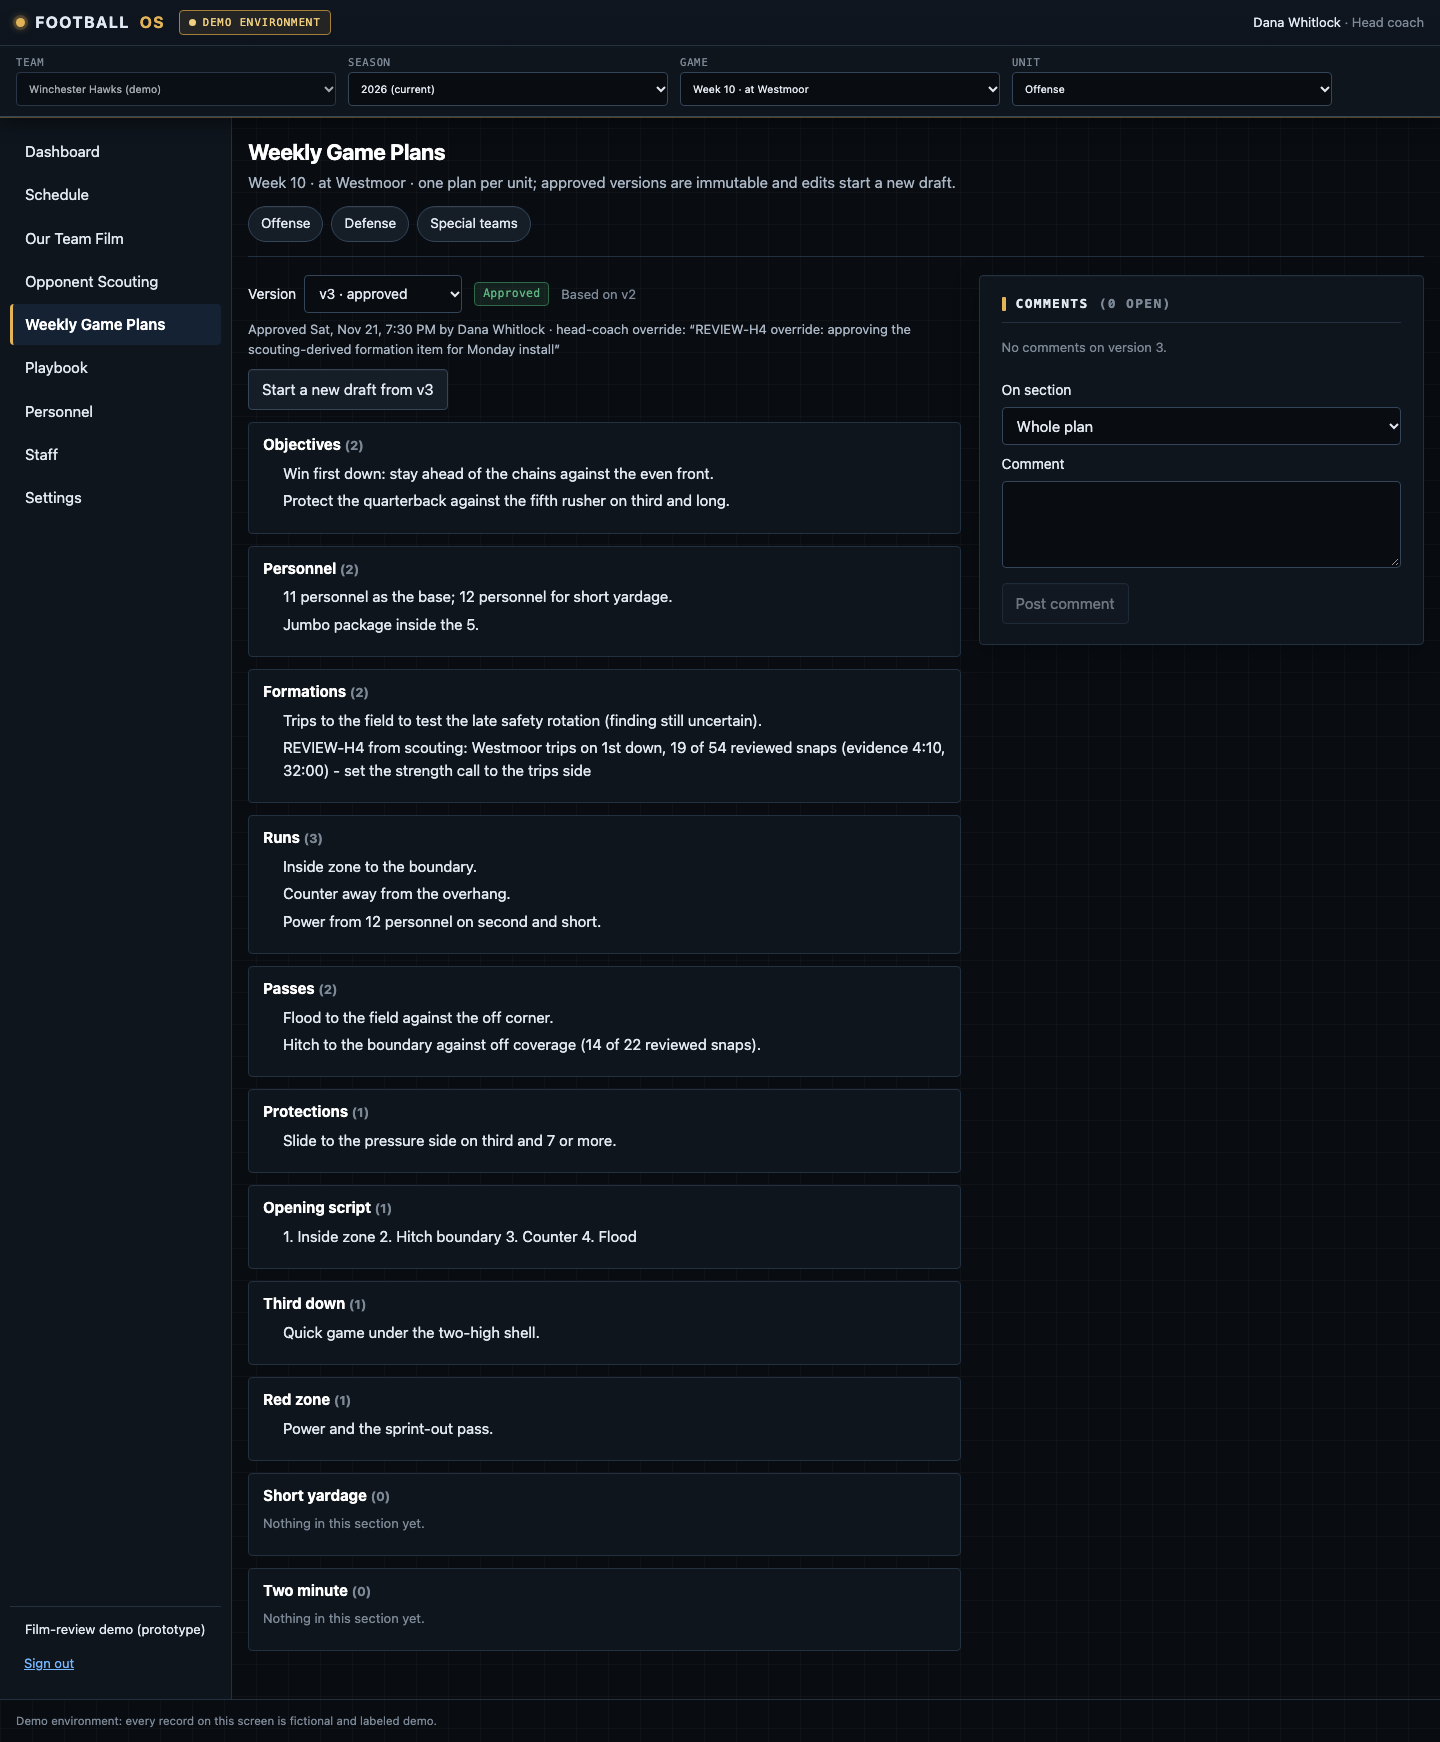 FOOTBALL OS
DEMO ENVIRONMENT
Dana Whitlock · Head coach
TEAM
Winchester Hawks (demo)
SEASON
2026 (current)
GAME
Week 10 · at Westmoor
UNIT
Offense
Dashboard
Schedule
Our Team Film
Opponent Scouting
Weekly Game Plans
Playbook
Personnel
Staff
Settings
Film-review demo (prototype)
Sign out
Weekly Game Plans
Week 10 · at Westmoor · one plan per unit; approved versions are immutable and edits start a new draft.
Offense
Defense
Special teams
Version
v3 · approved
Approved
Based on v2
Approved Sat, Nov 21, 7:30 PM by Dana Whitlock · head-coach override: “REVIEW-H4 override: approving the
scouting-derived formation item for Monday install”
Start a new draft from v3
Objectives (2)
Win first down: stay ahead of the chains against the even front.
Protect the quarterback against the fifth rusher on third and long.
Personnel (2)
11 personnel as the base; 12 personnel for short yardage.
Jumbo package inside the 5.
Formations (2)
Trips to the field to test the late safety rotation (finding still uncertain).
REVIEW-H4 from scouting: Westmoor trips on 1st down, 19 of 54 reviewed snaps (evidence 4:10,
32:00) - set the strength call to the trips side
Runs (3)
Inside zone to the boundary.
Counter away from the overhang.
Power from 12 personnel on second and short.
Passes (2)
Flood to the field against the off corner.
Hitch to the boundary against off coverage (14 of 22 reviewed snaps).
Protections (1)
Slide to the pressure side on third and 7 or more.
Opening script (1)
1. Inside zone 2. Hitch boundary 3. Counter 4. Flood
Third down (1)
Quick game under the two-high shell.
Red zone (1)
Power and the sprint-out pass.
Short yardage (0)
Nothing in this section yet.
Two minute (0)
Nothing in this section yet.
COMMENTS (0 OPEN)
No comments on version 3.
On section
Whole plan
Comment
Post comment
Demo environment: every record on this screen is fictional and labeled demo.